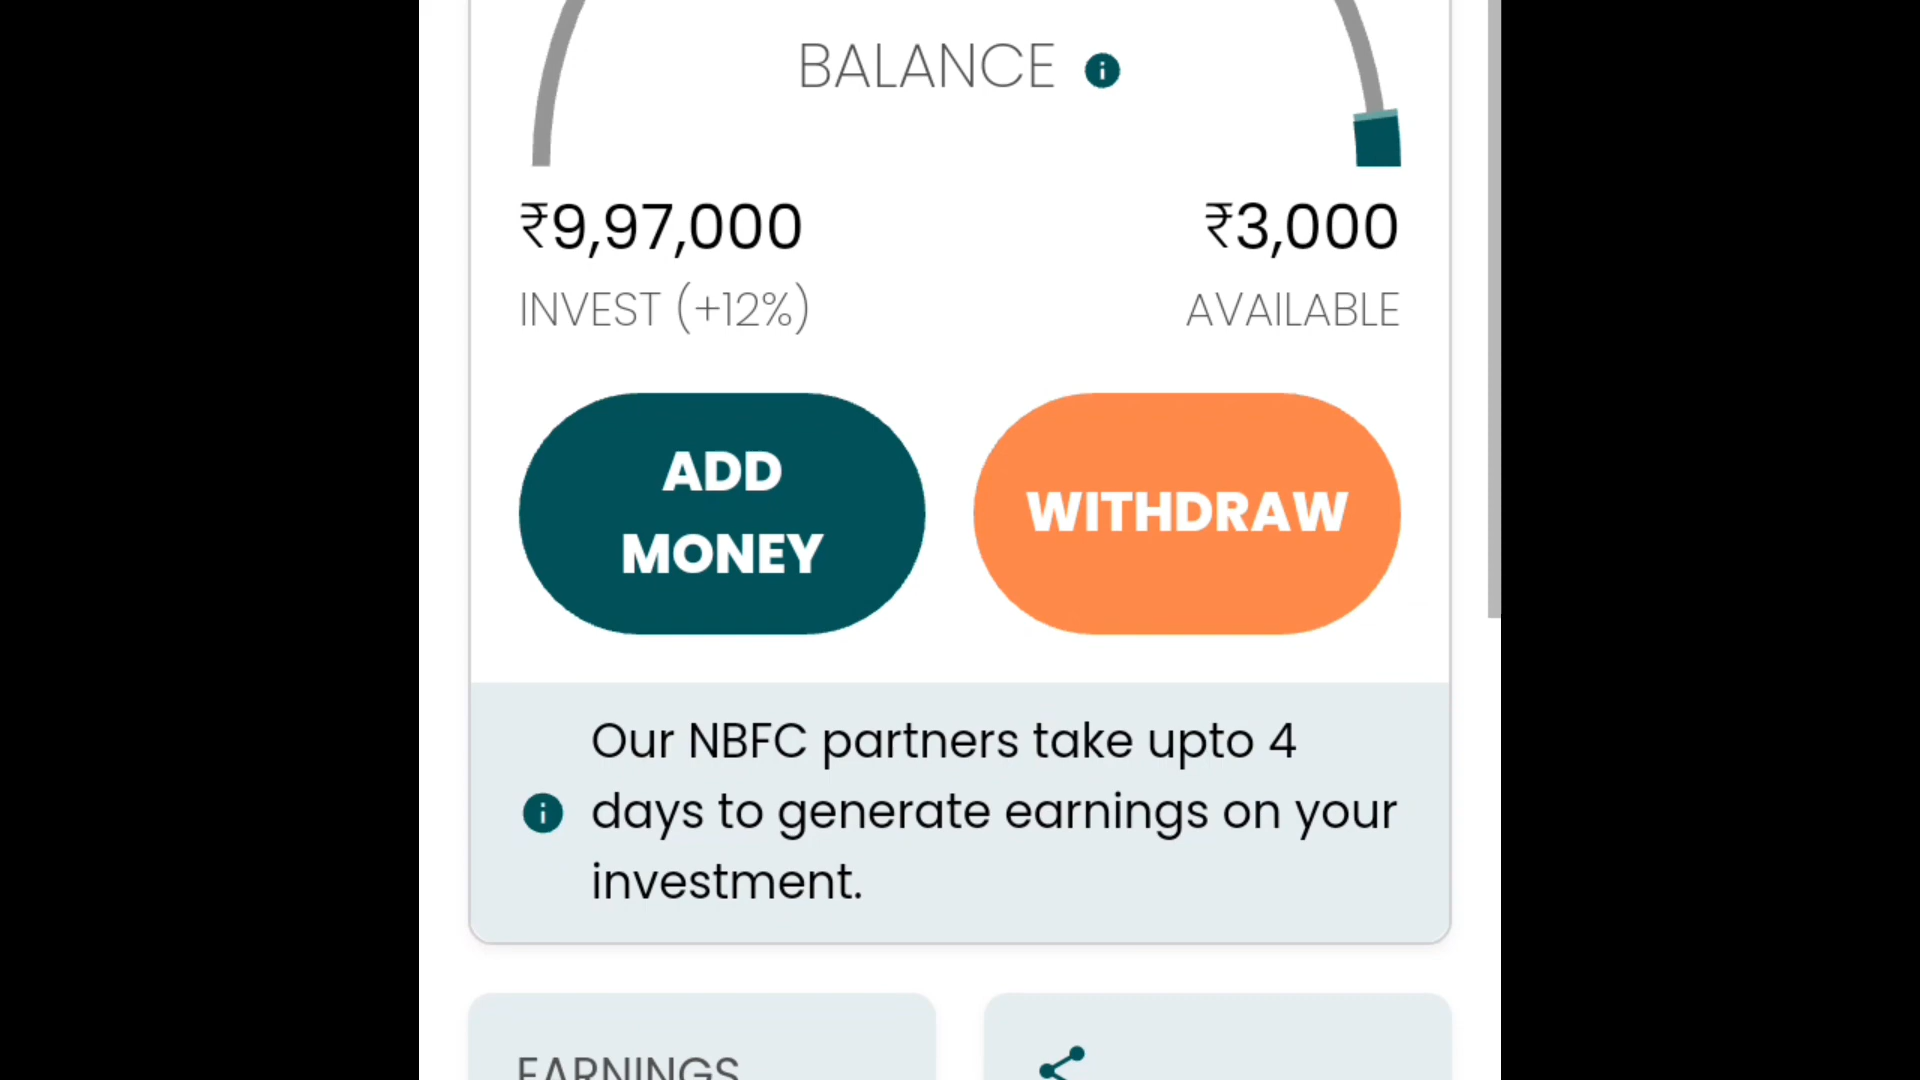 BALANCE
₹9,97,000
₹3,000
INVEST (+12%)
AVAILABLE
ADD
MONEY
WITHDRAW
Our NBFC partners take upto 4
days to generate earnings on your
investment.
EARNINGS